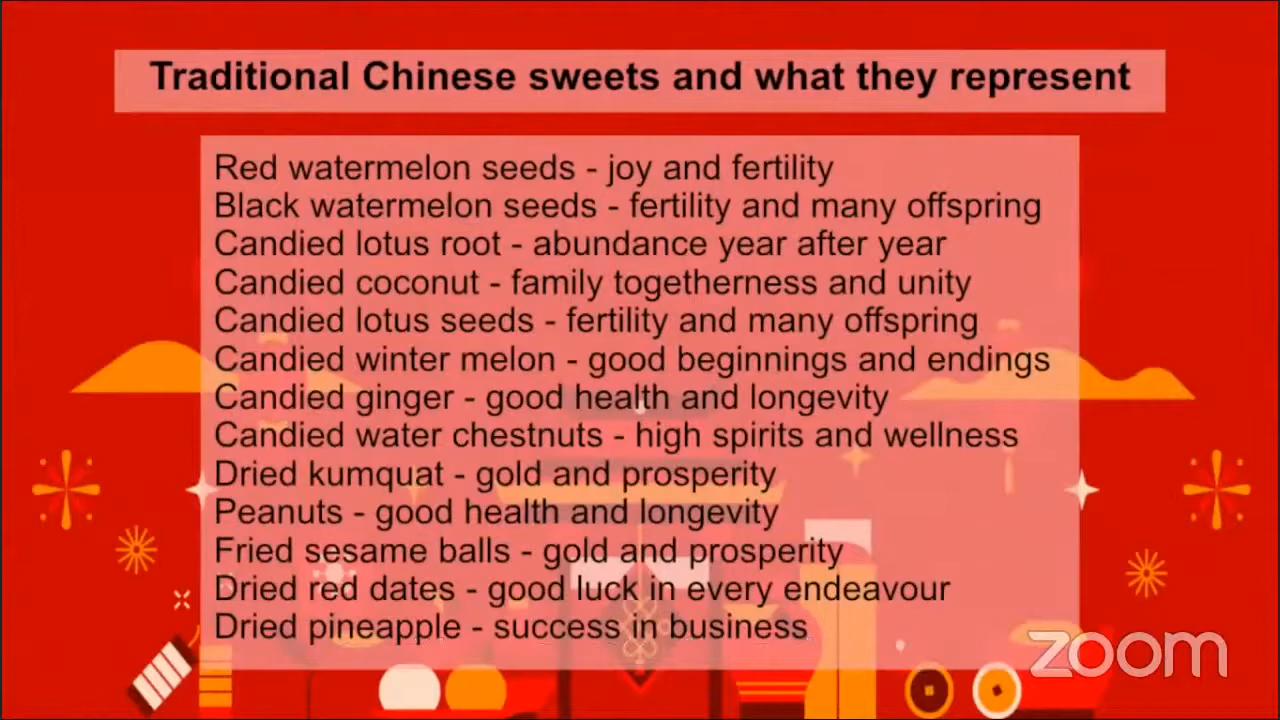 Traditional Chinese sweets and what they represent
Red watermelon seeds - joy and fertility
Black watermelon seeds - fertility and many offspring
Candied lotus root - abundance year after year
Candied coconut - family togetherness and unity
Candied lotus seeds - fertility and many offspring
Candied winter melon - good beginnings and endings
Candied ginger - good health and longevity
Candied water chestnuts - high spirits and wellness
Dried kumquat - gold and prosperity
Peanuts - good health and longevity
Fried sesame balls - gold and prosperity
Dried red dates - good luck in every endeavour
Dried pineapple - success in business
zoom